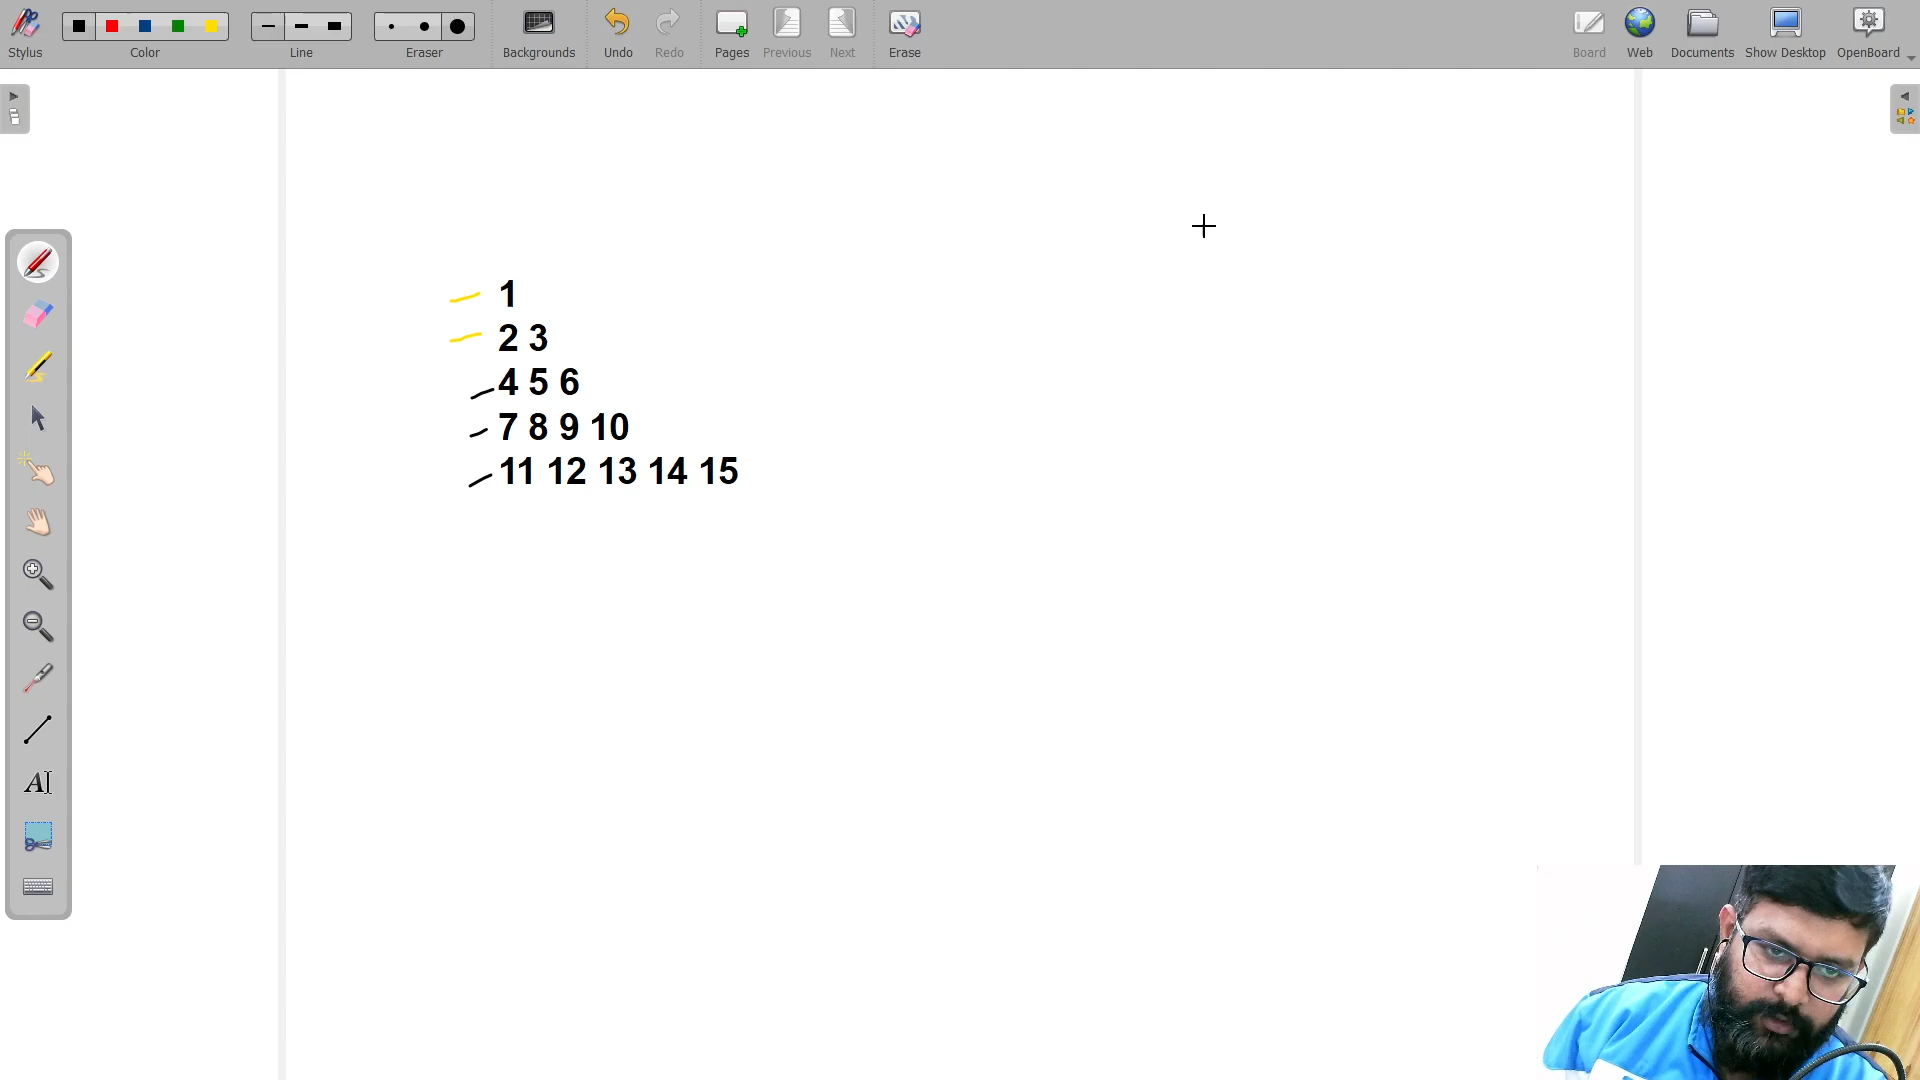 Stylus Color Line Eraser Backgrounds Undo Redo Pages Previous Next Erase Board Web Documents Show Desktop OpenBoard
1
2 3
4 5 6
7 8 9 10
11 12 13 14 15